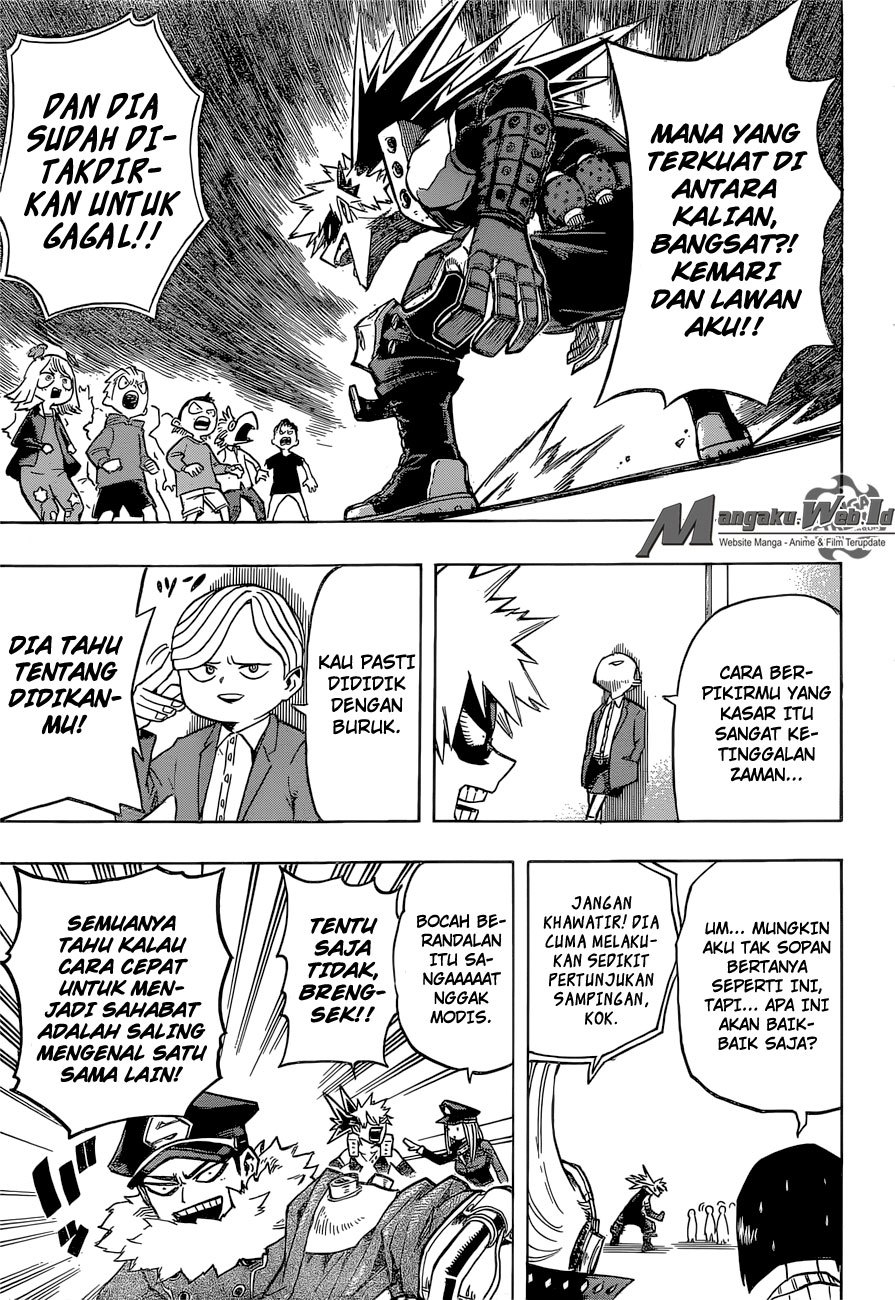 MANA YANG
TERKUAT DI
ANTARA
KALIAN,
BANGSAT?!
KEMARI
DAN LAWAN
AKU!!
DAN DIA
SUDAH DI-
TAKDIR-
KAN UNTUK
GAGAL!!
Mangaku.Web.Id
Website Manga - Anime & Film Terupdate
CARA BER-
PIKIRMU YANG
KASAR ITU
SANGAT KE-
TINGGALAN
ZAMAN...
KAU PASTI
DIDIDIK
DENGAN
BURUK.
DIA TAHU
TENTANG
DIDIKAN-
MU!
UM... MUNGKIN
AKU TAK SOPAN
BERTANYA
SEPERTI INI,
TAPI... APA INI
AKAN BAIK-
BAIK SAJA?
JANGAN
KHAWATIR! DIA
CUMA MELAKU-
KAN SEDIKIT
PERTUNJUKAN
SAMPINGAN,
KOK.
BOCAH BE-
RANDALAN
ITU SA-
NGAAAAAT
NGGAK
MODIS.
TENTU
SAJA
TIDAK,
BRENG-
SEK!!
SEMUANYA
TAHU KALAU
CARA CEPAT
UNTUK MEN-
JADI SAHABAT
ADALAH SALING
MENGENAL SATU
SAMA LAIN!